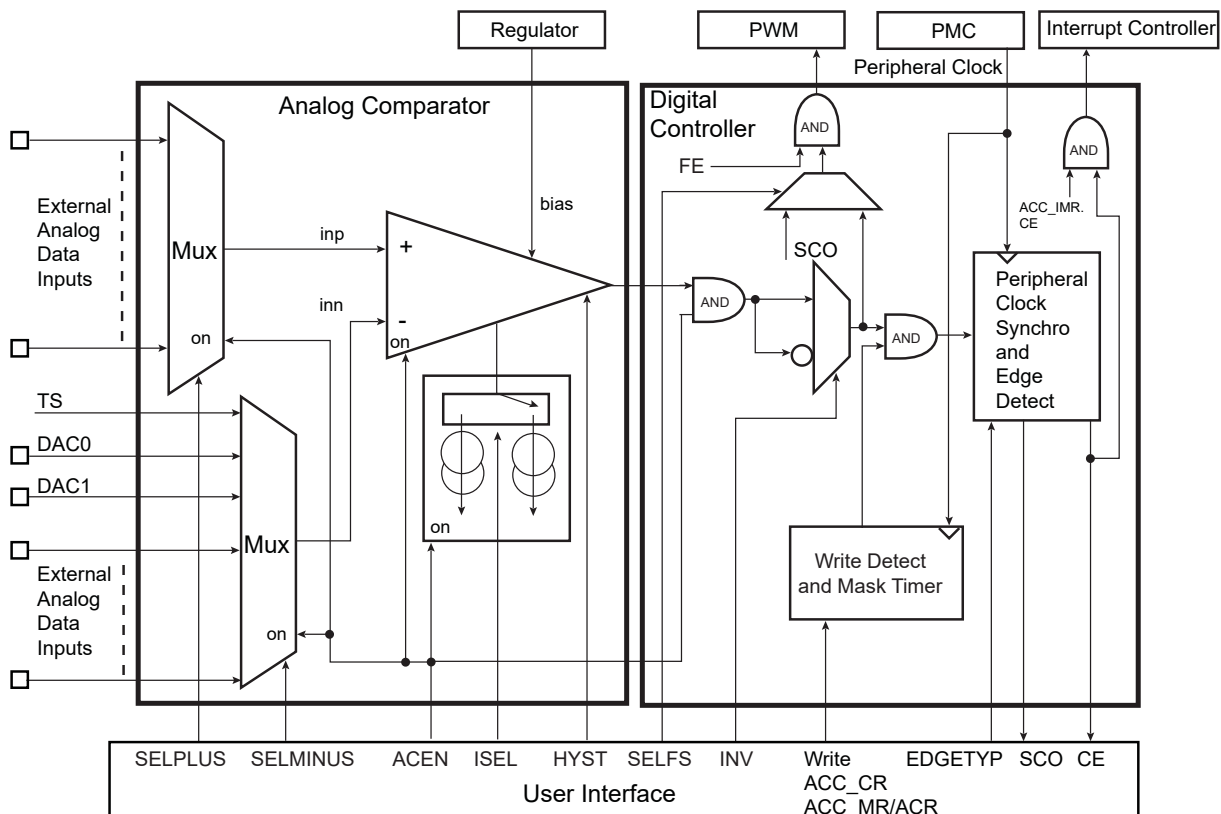 Regulator
PWM
PMC
Interrupt Controller
Peripheral Clock
Analog Comparator
Digital
Controller
AND
AND
FE
External
Analog
Data
Inputs
Mux
inp
bias
ACC_IMR.
CE
+
SCO
Peripheral
Clock
Synchro
and
Edge
Detect
inn
-
on
on
AND
AND
TS
DAC0
DAC1
Mux
on
External
Analog
Data
Inputs
on
Write Detect
and Mask Timer
SELPLUS
SELMINUS
ACEN
ISEL
HYST
SELFS
INV
Write
ACC_CR
ACC_MR/ACR
EDGETYP
SCO
CE
User Interface